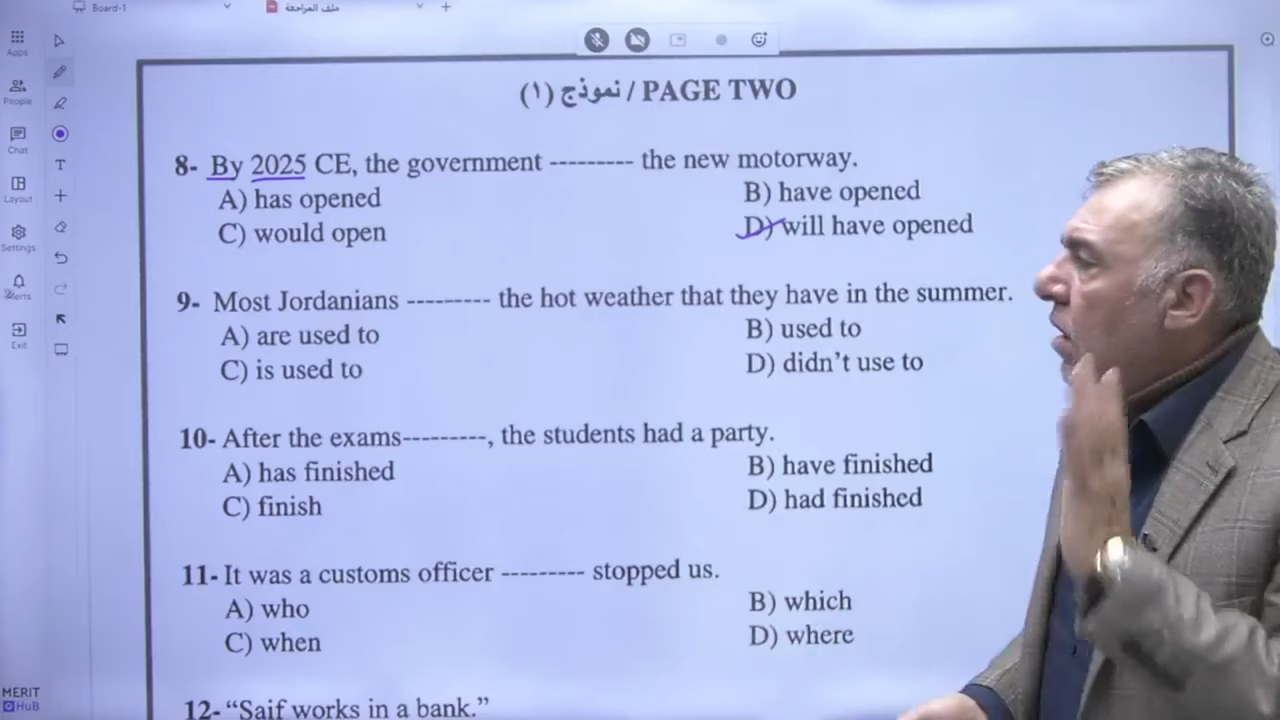 Board-1
ملف المراجعة
Apps
People
Chat
Layout
Settings
Exit
MERIT
HUB
PAGE TWO / نموذج (١)
8- By 2025 CE, the government --------- the new motorway.
A) has opened
B) have opened
C) would open
D) will have opened
9- Most Jordanians --------- the hot weather that they have in the summer.
A) are used to
B) used to
C) is used to
D) didn't use to
10- After the exams---------, the students had a party.
A) has finished
B) have finished
C) finish
D) had finished
11- It was a customs officer --------- stopped us.
A) who
B) which
C) when
D) where
12- “Saif works in a bank.”